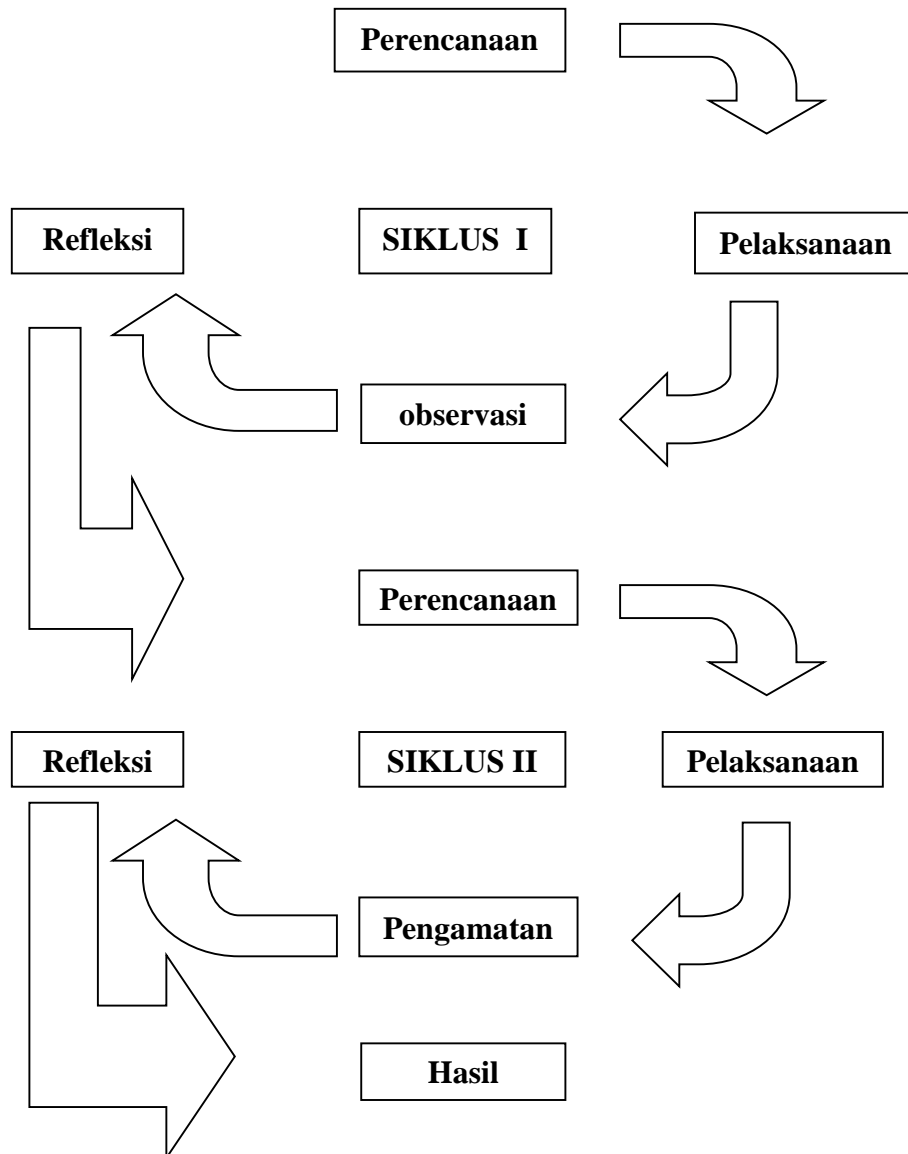 Perencanaan
Refleksi
SIKLUS I
Pelaksanaan
observasi
Perencanaan
Refleksi
SIKLUS II
Pelaksanaan
Pengamatan
Hasil